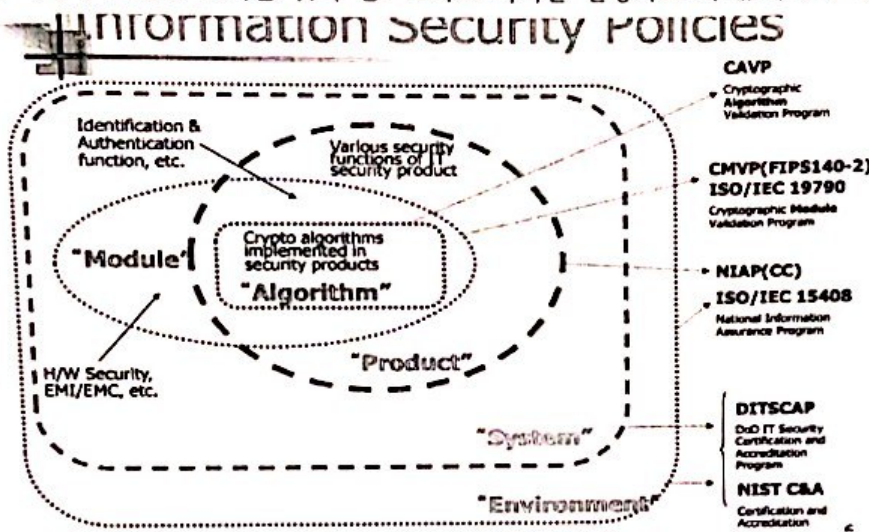 Information Security Policies
Identification &
Authentication
function, etc.
Various security
functions of IT
security product
Crypto algorithms
implemented in
security products
"Algorithm"
"Module"
"Product"
H/W Security,
EMI/EMC, etc.
"System"
"Environment"
CAVP
Cryptographic
Algorithm
Validation Program
CMVP(FIPS140-2)
ISO/IEC 19790
Cryptographic Module
Validation Program
NIAP(CC)
ISO/IEC 15408
National Information
Assurance Program
DITSCAP
DoD IT Security
Certification and
Accreditation
Program
NIST C&A
Certification and
Accreditation
6